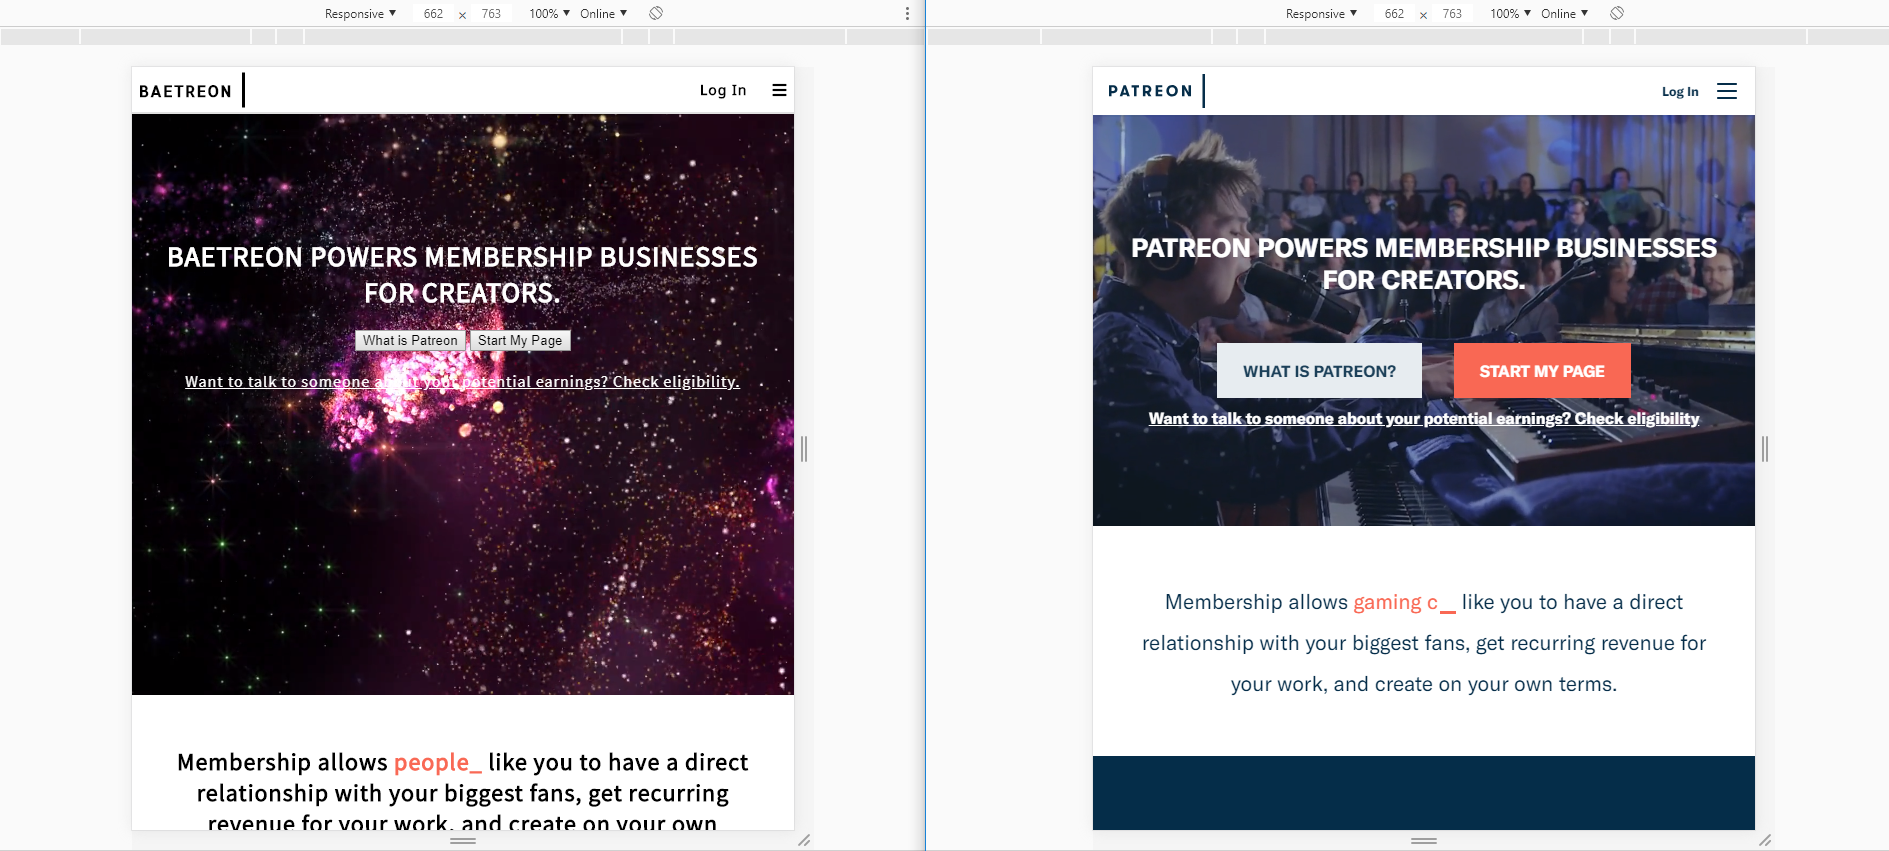 Responsive ▼ 662 × 763 100% ▼ Online ▼
BAETREON
Log In
BAETREON POWERS MEMBERSHIP BUSINESSES
FOR CREATORS.
What is Patreon
Start My Page
Want to talk to someone about your potential earnings? Check eligibility.
Membership allows people_ like you to have a direct
relationship with your biggest fans, get recurring
revenue for your work, and create on your own
Responsive ▼ 662 × 763 100% ▼ Online ▼
PATREON
Log In
PATREON POWERS MEMBERSHIP BUSINESSES
FOR CREATORS.
WHAT IS PATREON?
START MY PAGE
Want to talk to someone about your potential earnings? Check eligibility
Membership allows gaming c_ like you to have a direct
relationship with your biggest fans, get recurring revenue for
your work, and create on your own terms.